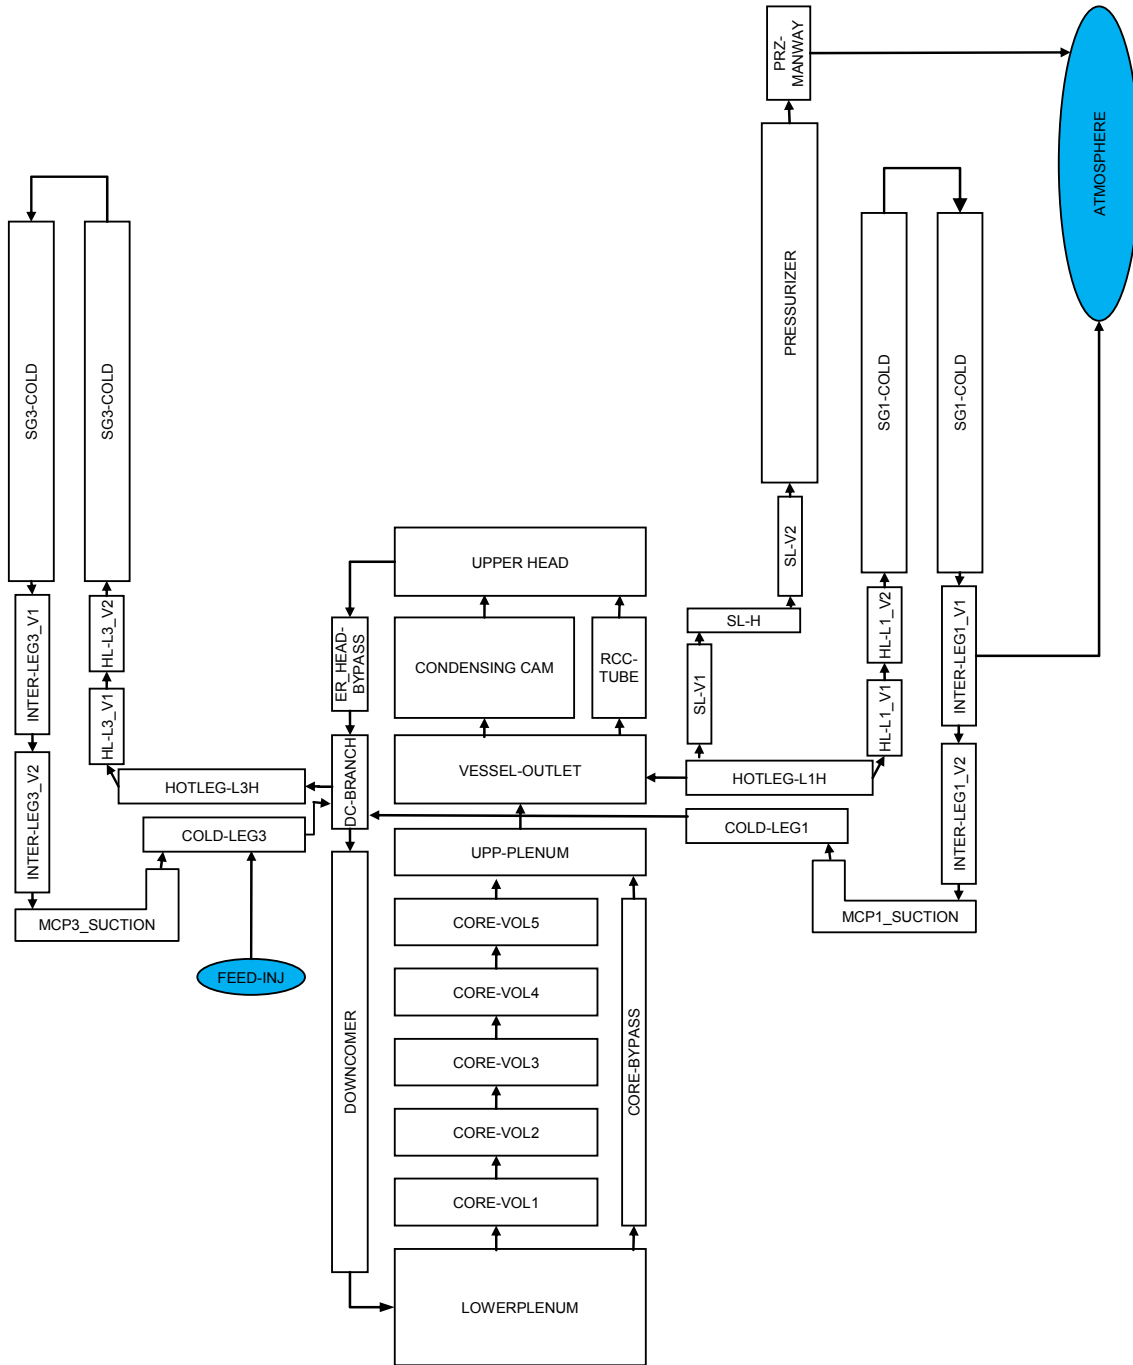 PRZ-
MANWAY
ATMOSPHERE
PRESSURIZER
SG3-COLD
SG3-COLD
SG1-COLD
SG1-COLD
SL-V2
UPPER HEAD
INTER-LEG3_V1
HL-L3_V2
ER_HEAD-
BYPASS
CONDENSING CAM
RCC-
TUBE
SL-H
SL-V1
HL-L1_V2
INTER-LEG1_V1
HL-L3_V1
HL-L1_V1
INTER-LEG3_V2
HOTLEG-L3H
DC-BRANCH
VESSEL-OUTLET
HOTLEG-L1H
INTER-LEG1_V2
COLD-LEG3
COLD-LEG1
UPP-PLENUM
MCP3_SUCTION
MCP1_SUCTION
CORE-VOL5
FEED-INJ
CORE-VOL4
DOWNCOMER
CORE-VOL3
CORE-BYPASS
CORE-VOL2
CORE-VOL1
LOWERPLENUM